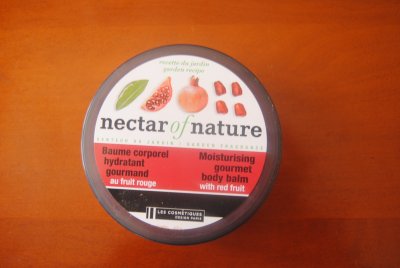 recette du jardin
garden recipe
nectar of nature
SENTEUR DU JARDIN / GARDEN FRAGRANCE
Baume corporel
hydratant
gourmand
au fruit rouge
Moisturising
gourmet
body balm
with red fruit
LES COSMÉTIQUES
DESIGN PARIS